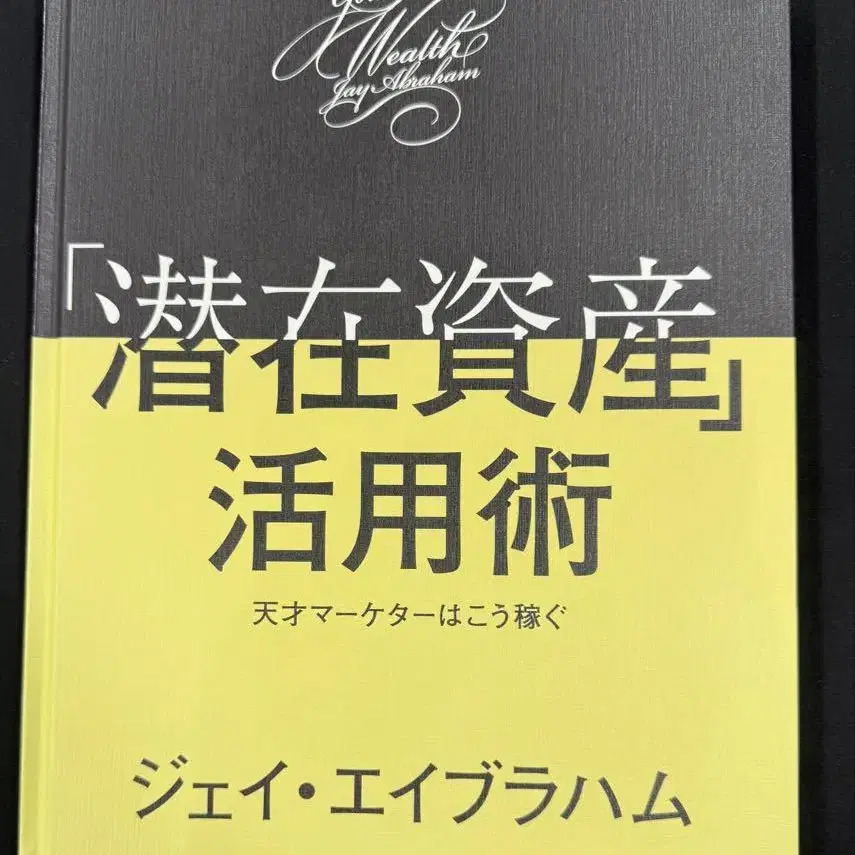 Wealth
Jay Abraham
「潜在資産」
活用術
天才マーケターはこう稼ぐ
ジェイ・エイブラハム